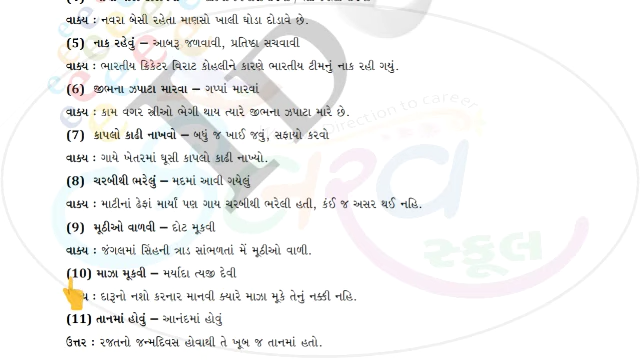 વાક્ય : નવરા બેસી રહેતા માણસો ખાલી ઘોડા દોડાવે છે.
(5) નાક રહેવું – આબરૂ જળવાવી, પ્રતિષ્ઠા સચવાવી
વાક્ય : ભારતીય ક્રિકેટર વિરાટ કોહલીને કારણે ભારતીય ટીમનું નાક રહી ગયું.
(6) જીભના ઝપાટા મારવા – ગપ્પાં મારવાં
વાક્ય : કામ વગર સ્ત્રીઓ ભેગી થાય ત્યારે જીભના ઝપાટા મારે છે.
(7) કાપલો કાઢી નાખવો – બધું જ ખાઈ જવું, સફાયો કરવો
વાક્ય : ગાયે ખેતરમાં ઘૂસી કાપલો કાઢી નાખ્યો.
(8) ચરબીથી ભરેલું – મદમાં આવી ગયેલું
વાક્ય : માટીનાં ઢેફાં માર્યાં પણ ગાય ચરબીથી ભરેલી હતી, કંઈ જ અસર થઈ નહિ.
(9) મૂઠીઓ વાળવી – દોટ મૂકવી
વાક્ય : જંગલમાં સિંહની ત્રાડ સાંભળતાં મેં મૂઠીઓ વાળી.
(10) માઝા મૂકવી – મર્યાદા ત્યજી દેવી
ય : દારૂનો નશો કરનાર માનવી ક્યારે માઝા મૂકે તેનું નક્કી નહિ.
(11) તાનમાં હોવું – આનંદમાં હોવું
ઉત્તર : રજતનો જન્મદિવસ હોવાથી તે ખૂબ જ તાનમાં હતો.
direction to career
સ્કૂલ